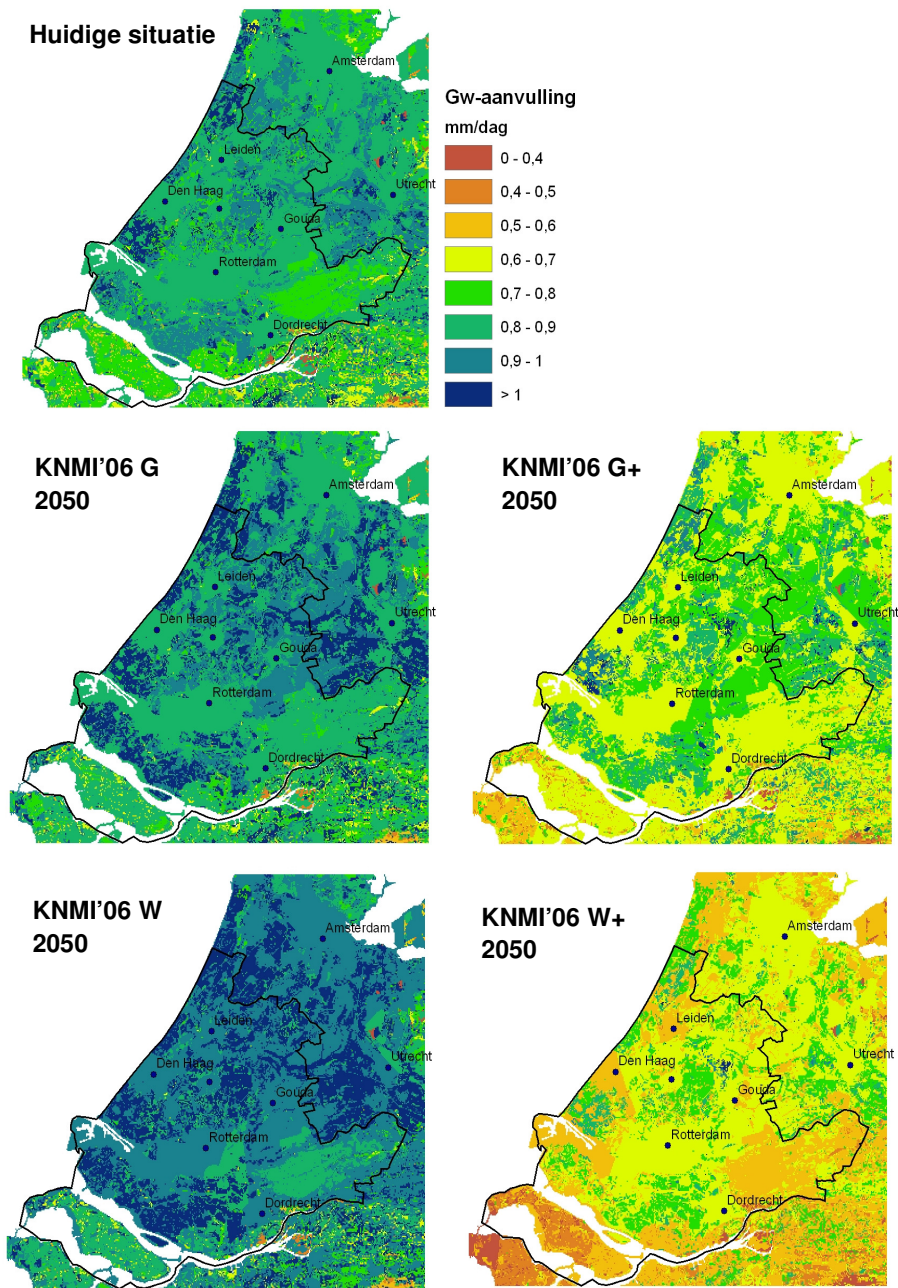 Huidige situatie
Amsterdam
Leiden
Den Haag
Utrecht
Gouda
Rotterdam
Dordrecht
Gw-aanvulling
mm/dag
0 - 0,4
0,4 - 0,5
0,5 - 0,6
0,6 - 0,7
0,7 - 0,8
0,8 - 0,9
0,9 - 1
> 1
KNMI'06 G
2050
Amsterdam
Leiden
Den Haag
Utrecht
Gouda
Rotterdam
Dordrecht
KNMI'06 G+
2050
Amsterdam
Leiden
Den Haag
Utrecht
Gouda
Rotterdam
Dordrecht
KNMI'06 W
2050
Amsterdam
Leiden
Den Haag
Utrecht
Gouda
Rotterdam
Dordrecht
KNMI'06 W+
2050
Amsterdam
Leiden
Den Haag
Utrecht
Gouda
Rotterdam
Dordrecht